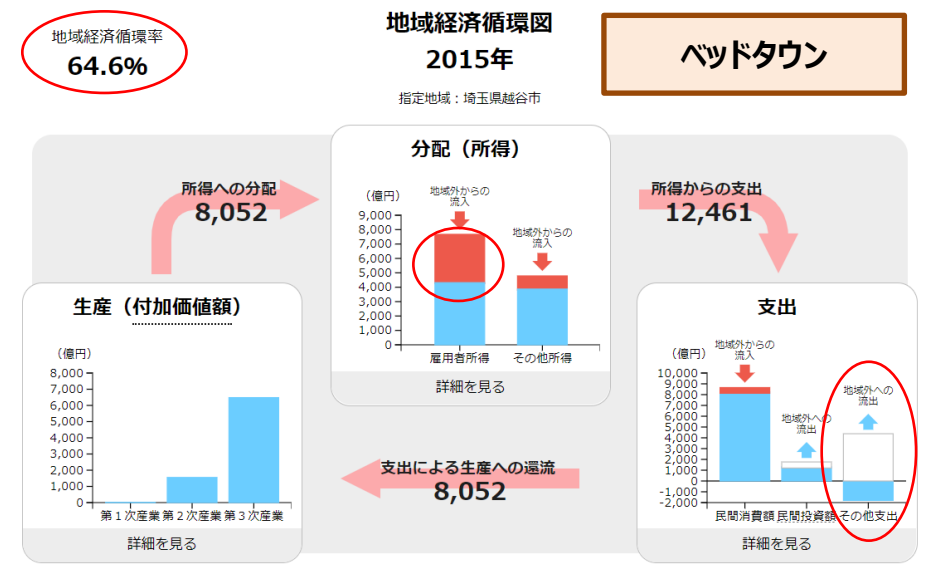 地域経済循環率
64.6%
地域経済循環図
2015年
指定地域：埼玉県越谷市
ベッドタウン
分配（所得）
所得への分配
8,052
所得からの支出
12,461
（億円）
地域外からの
流入
地域外からの
流入
9,000
8,000
7,000
6,000
5,000
4,000
3,000
2,000
1,000
0
雇用者所得
その他所得
詳細を見る
生産（付加価値額）
（億円）
8,000
7,000
6,000
5,000
4,000
3,000
2,000
1,000
0
第１次産業
第２次産業
第３次産業
詳細を見る
支出
（億円）
地域外からの
流入
地域外への
流出
地域外への
流出
10,000
9,000
8,000
7,000
6,000
5,000
4,000
3,000
2,000
1,000
0
-1,000
-2,000
民間消費額
民間投資額
その他支出
詳細を見る
支出による生産への還流
8,052